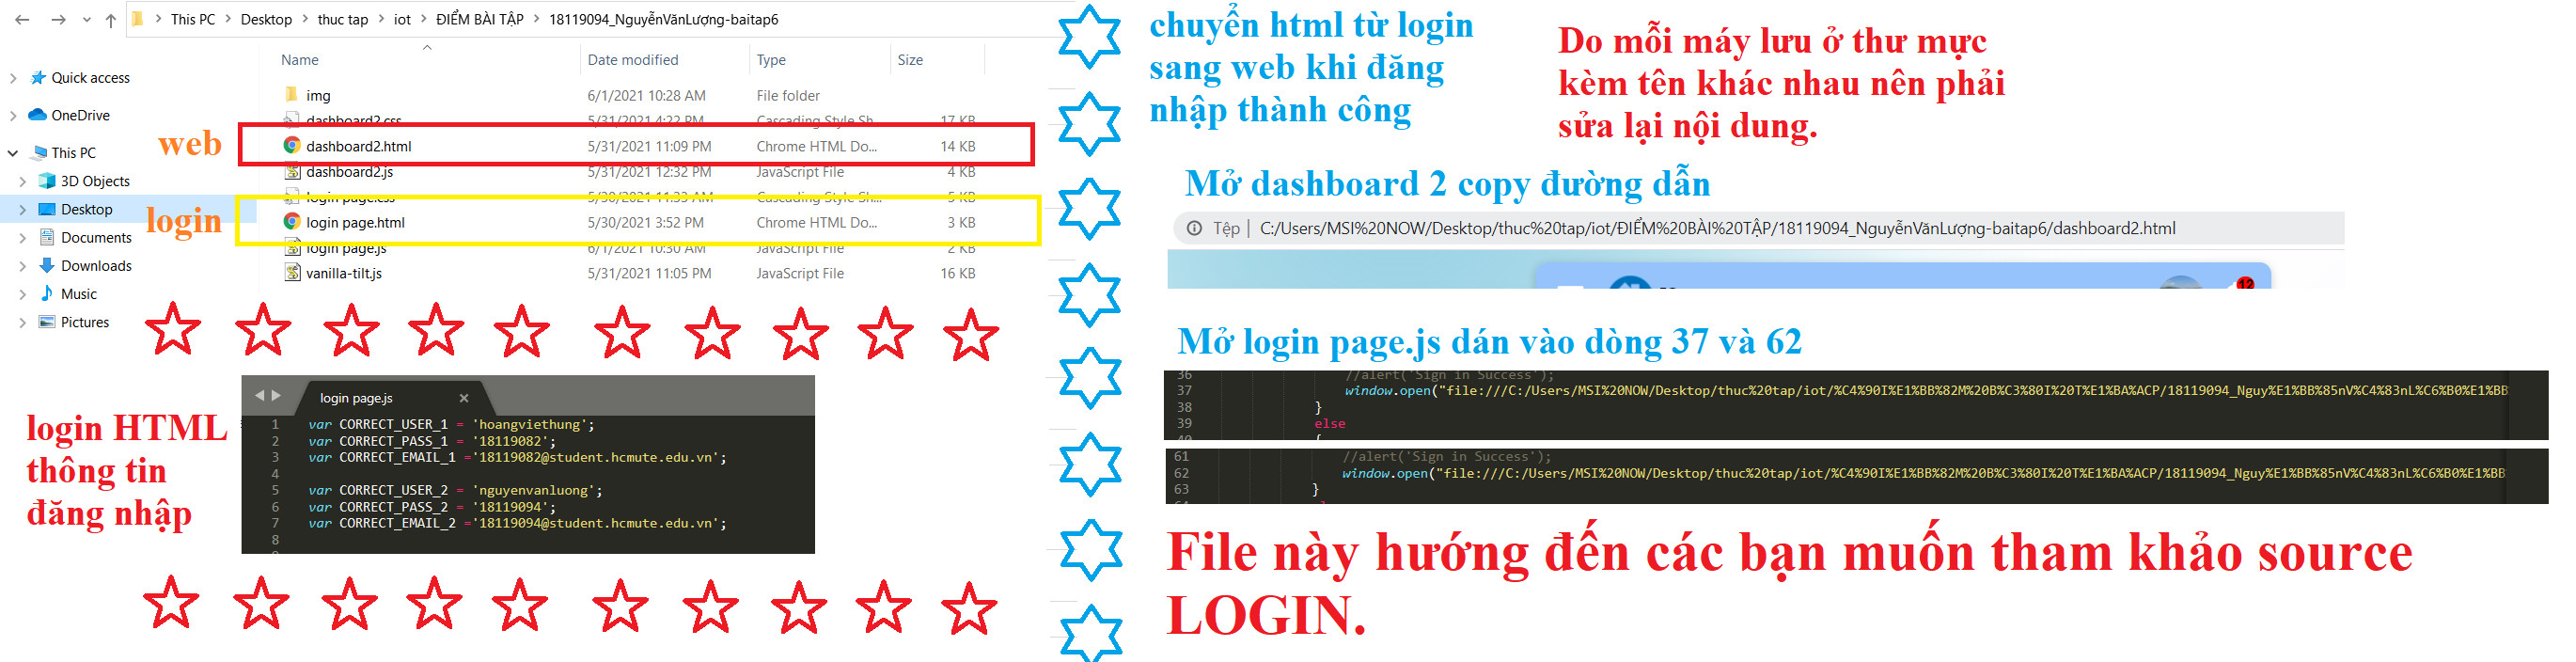 This PC > Desktop > thuc tap > iot > ĐIỂM BÀI TẬP > 18119094_NguyễnVănLượng-baitap6
Name Date modified Type Size
Quick access
OneDrive
This PC
3D Objects
Desktop
Documents
Downloads
Music
Pictures
img 6/1/2021 10:28 AM File folder
dashboard2.css 5/31/2021 4:22 PM Cascading Style Sh... 17 KB
web
dashboard2.html 5/31/2021 11:09 PM Chrome HTML Do... 14 KB
dashboard2.js 5/31/2021 12:32 PM JavaScript File 4 KB
login page.css 5/30/2021 11:33 AM Cascading Style Sh... 5 KB
login
login page.html 5/30/2021 3:52 PM Chrome HTML Do... 3 KB
login page.js 6/1/2021 10:30 AM JavaScript File 2 KB
vanilla-tilt.js 5/31/2021 11:05 PM JavaScript File 16 KB
login HTML
thông tin
đăng nhập
login page.js ×
1 var CORRECT_USER_1 = 'hoangviethung';
2 var CORRECT_PASS_1 = '18119082';
3 var CORRECT_EMAIL_1 ='18119082@student.hcmute.edu.vn';
4
5 var CORRECT_USER_2 = 'nguyenvanluong';
6 var CORRECT_PASS_2 = '18119094';
7 var CORRECT_EMAIL_2 ='18119094@student.hcmute.edu.vn';
8
chuyển html từ login
sang web khi đăng
nhập thành công
Do mỗi máy lưu ở thư mực
kèm tên khác nhau nên phải
sửa lại nội dung.
Mở dashboard 2 copy đường dẫn
Tệp | C:/Users/MSI%20NOW/Desktop/thuc%20tap/iot/ĐIỂM%20BÀI%20TẬP/18119094_NguyễnVănLượng-baitap6/dashboard2.html
12
Mở login page.js dán vào dòng 37 và 62
36 //alert('Sign in Success');
37 window.open("file:///C:/Users/MSI%20NOW/Desktop/thuc%20tap/iot/%C4%90I%E1%BB%82M%20B%C3%80I%20T%E1%BA%ACP/18119094_Nguy%E1%BB%85nV%C4%83nL%C6%B0%E1%BB
38 }
39 else
40 {
61 //alert('Sign in Success');
62 window.open("file:///C:/Users/MSI%20NOW/Desktop/thuc%20tap/iot/%C4%90I%E1%BB%82M%20B%C3%80I%20T%E1%BA%ACP/18119094_Nguy%E1%BB%85nV%C4%83nL%C6%B0%E1%BB
63 }
File này hướng đến các bạn muốn tham khảo source
LOGIN.